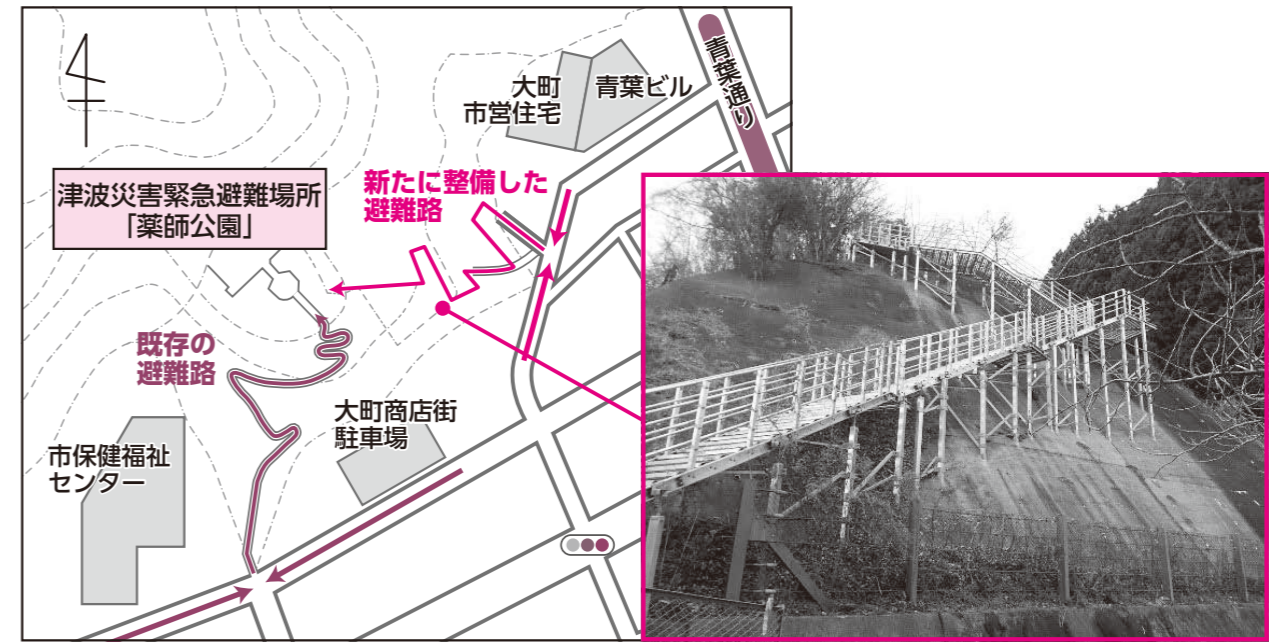 大町
市営住宅
青葉ビル
青葉通り
津波災害緊急避難場所
「薬師公園」
新たに整備した
避難路
既存の
避難路
大町商店街
駐車場
市保健福祉
センター